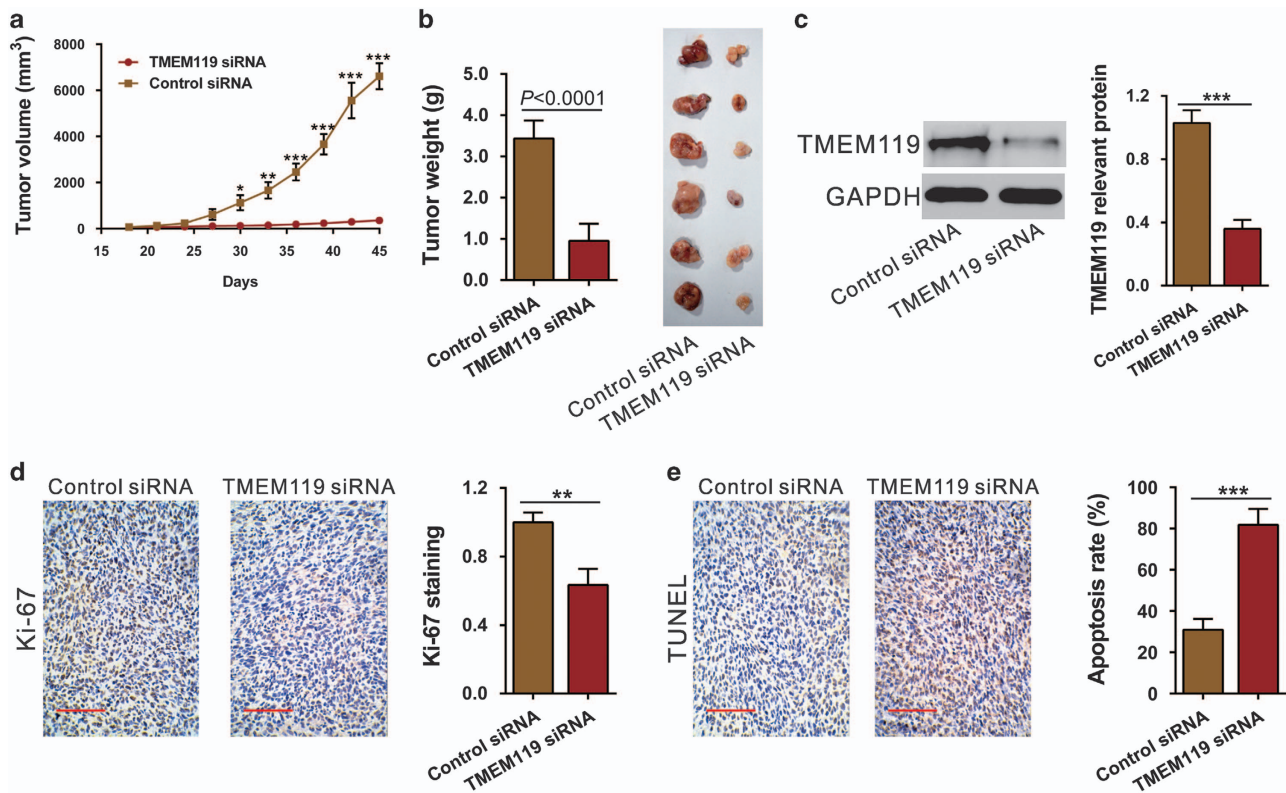 a
Tumor volume (mm3)
8000
6000
4000
2000
0
15
20
25
30
35
40
45
Days
TMEM119 siRNA
Control siRNA
*
**
***
***
***
***
b
Tumor weight (g)
5.0
4.0
3.0
2.0
1.0
0.0
P<0.0001
Control siRNA
TMEM119 siRNA
Control siRNA
TMEM119 siRNA
c
TMEM119
GAPDH
Control siRNA
TMEM119 siRNA
TMEM119 relevant protein
1.2
0.8
0.4
0.0
***
Control siRNA
TMEM119 siRNA
d
Control siRNA
TMEM119 siRNA
Ki-67
Ki-67 staining
1.2
0.8
0.4
0.0
**
Control siRNA
TMEM119 siRNA
e
Control siRNA
TMEM119 siRNA
TUNEL
Apoptosis rate (%)
100
80
60
40
20
0
***
Control siRNA
TMEM119 siRNA